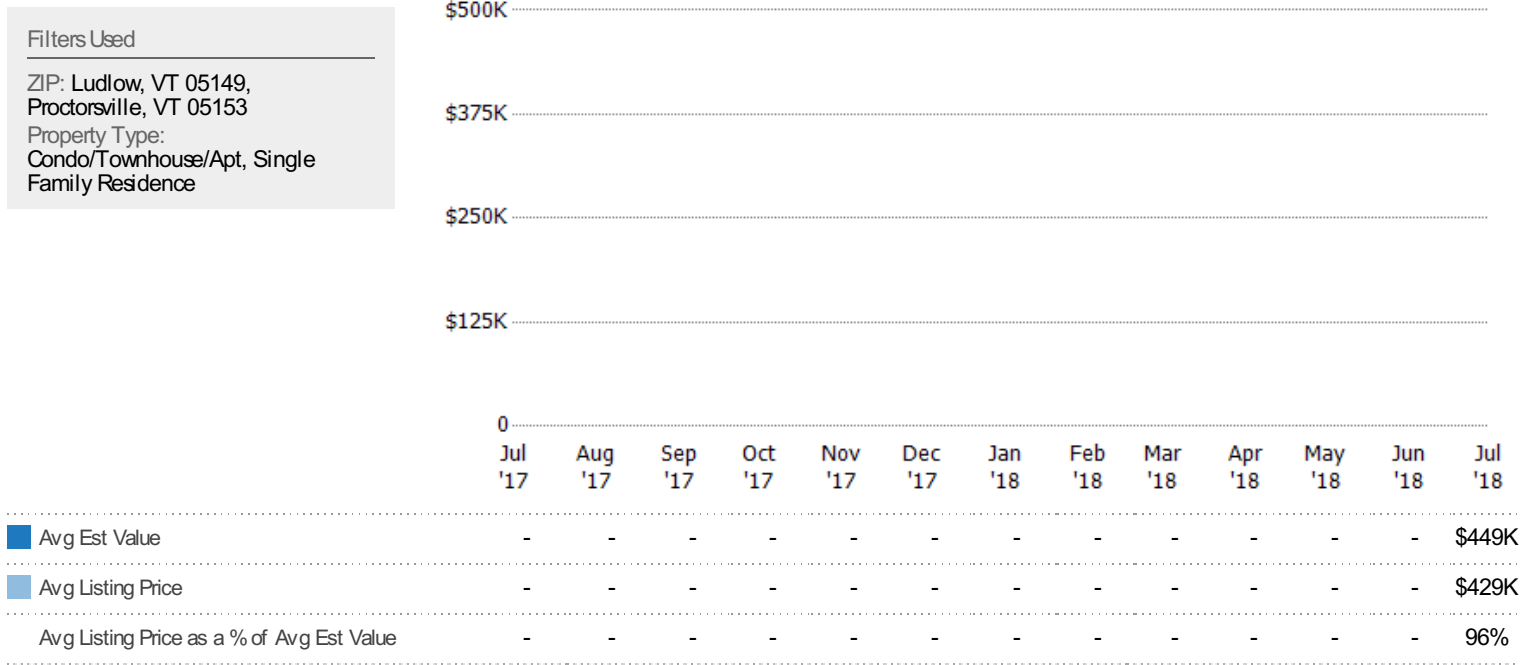 Filters Used
ZIP: Ludlow, VT 05149,
Proctorsville, VT 05153
Property Type:
Condo/Townhouse/Apt, Single
Family Residence
$500K
$375K
$250K
$125K
0
Jul Aug Sep Oct Nov Dec Jan Feb Mar Apr May Jun Jul
'17 '17 '17 '17 '17 '17 '18 '18 '18 '18 '18 '18 '18
Avg Est Value - - - - - - - - - - - - $449K
Avg Listing Price - - - - - - - - - - - - $429K
Avg Listing Price as a % of Avg Est Value - - - - - - - - - - - - 96%